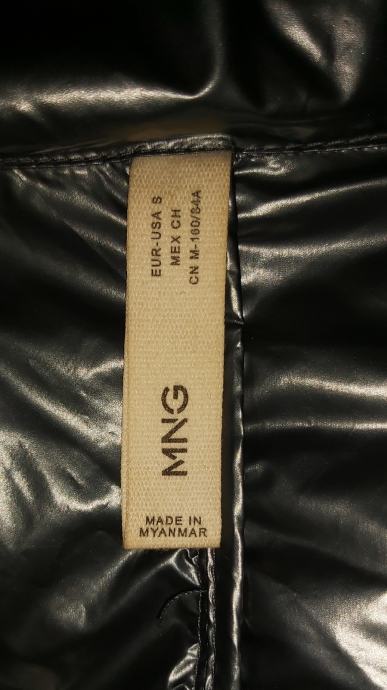 EUR-USA S
MEX CH
CN M-160/84A
MNG
MADE IN
MYANMAR